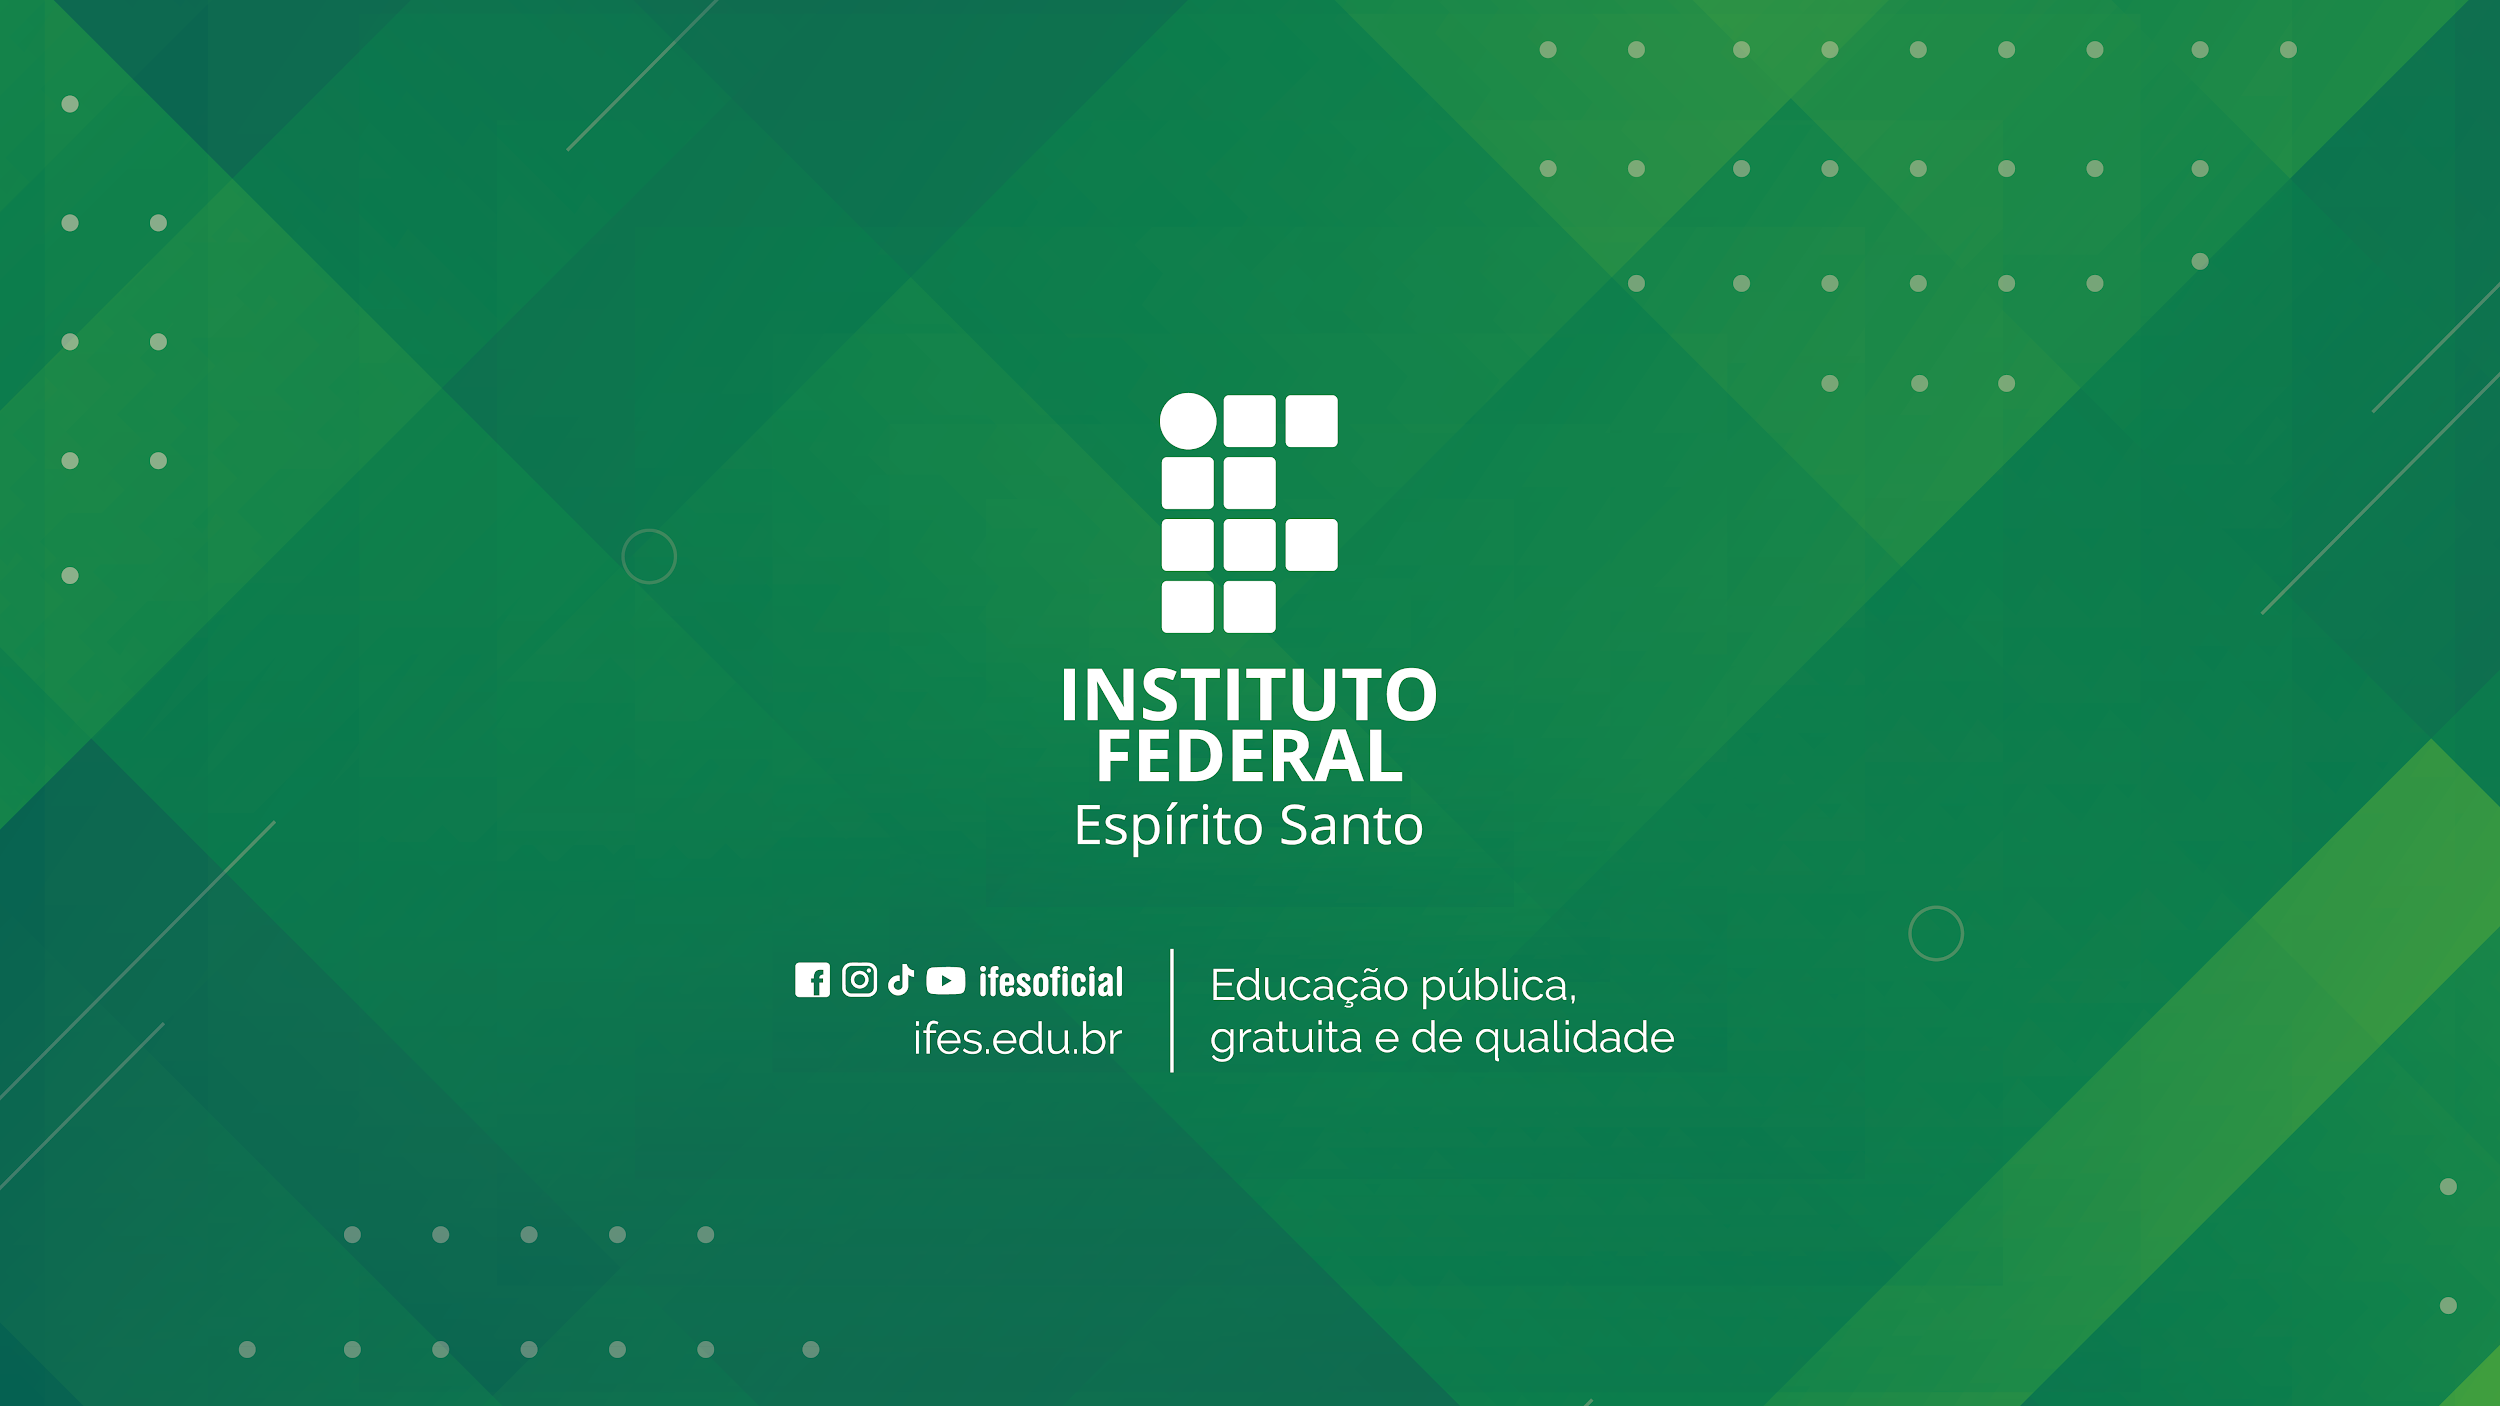 INSTITUTO
FEDERAL
Espírito Santo
ifesoficial
ifes.edu.br
Educação pública,
gratuita e de qualidade